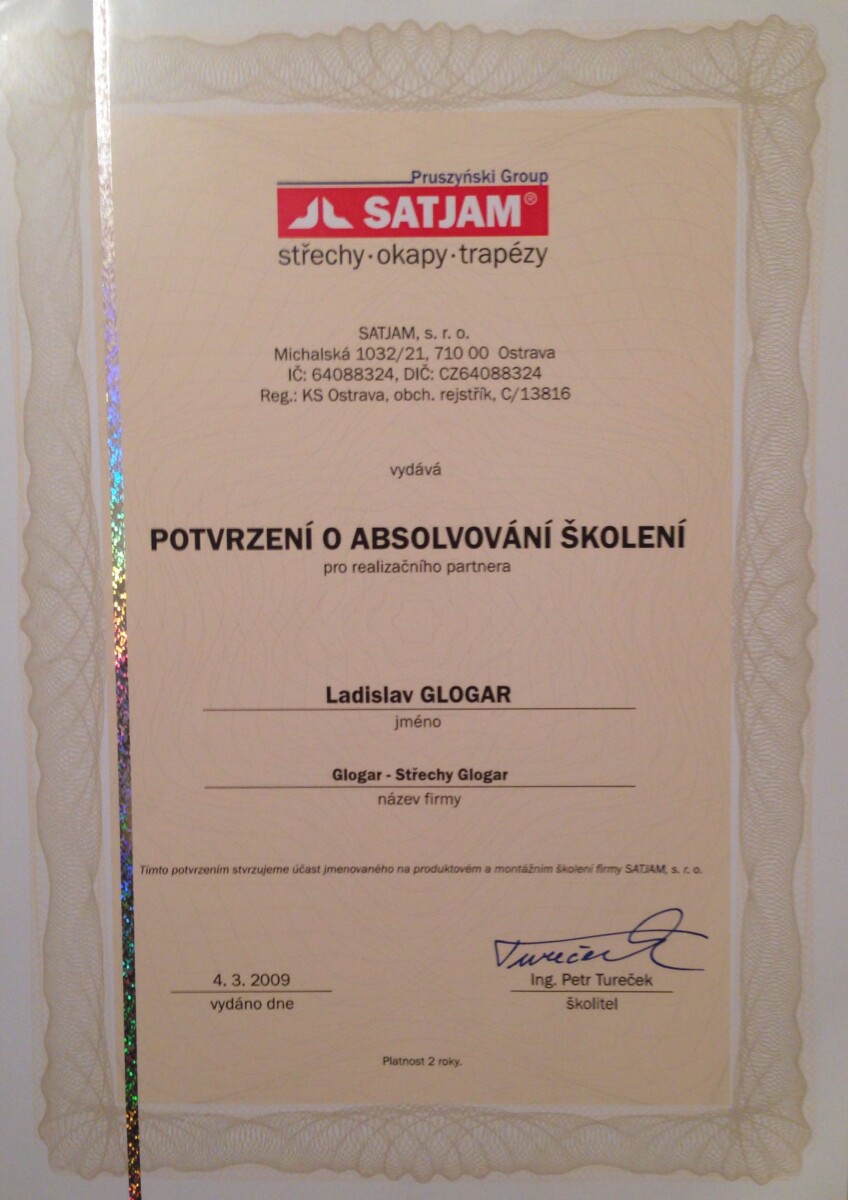 Pruszyński Group
SATJAM®
střechy·okapy·trapézy
SATJAM, s. r. o.
Michalská 1032/21, 710 00 Ostrava
IČ: 64088324, DIČ: CZ64088324
Reg.: KS Ostrava, obch. rejstřík, C/13816
vydává
POTVRZENÍ O ABSOLVOVÁNÍ ŠKOLENÍ
pro realizačního partnera
Ladislav GLOGAR
jméno
Glogar - Střechy Glogar
název firmy
Tímto potvrzením stvrzujeme účast jmenovaného na produktovém a montážním školení firmy SATJAM, s. r. o.
Tureček
4. 3. 2009
Ing. Petr Tureček
vydáno dne
školitel
Platnost 2 roky.